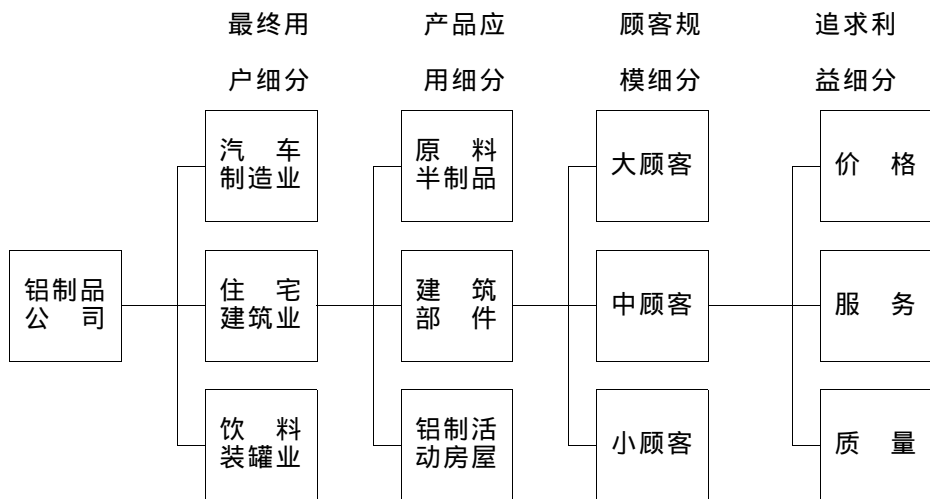 最终用
户细分
产品应
用细分
顾客规
模细分
追求利
益细分
铝制品
公 司
汽 车
制造业
住 宅
建筑业
饮 料
装罐业
原 料
半制品
建 筑
部 件
铝制活
动房屋
大顾客
中顾客
小顾客
价 格
服 务
质 量